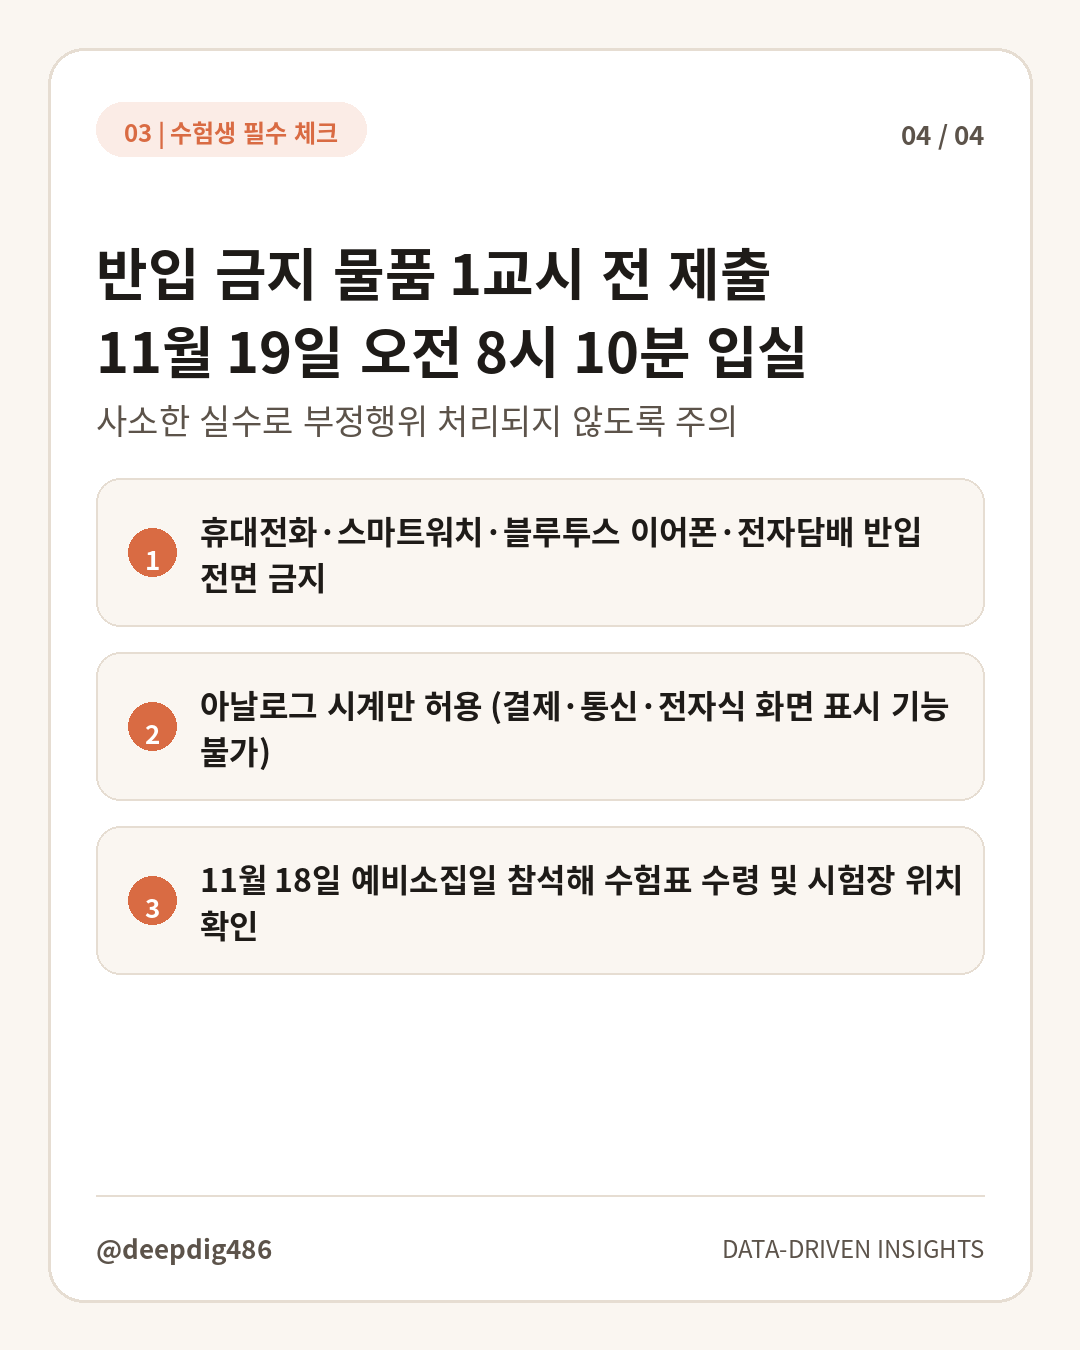 03 | 수험생 필수 체크
04 / 04
반입 금지 물품 1교시 전 제출
11월 19일 오전 8시 10분 입실
사소한 실수로 부정행위 처리되지 않도록 주의
1
휴대전화·스마트워치·블루투스 이어폰·전자담배 반입
전면 금지
2
아날로그 시계만 허용 (결제·통신·전자식 화면 표시 기능
불가)
3
11월 18일 예비소집일 참석해 수험표 수령 및 시험장 위치
확인
@deepdig486
DATA-DRIVEN INSIGHTS